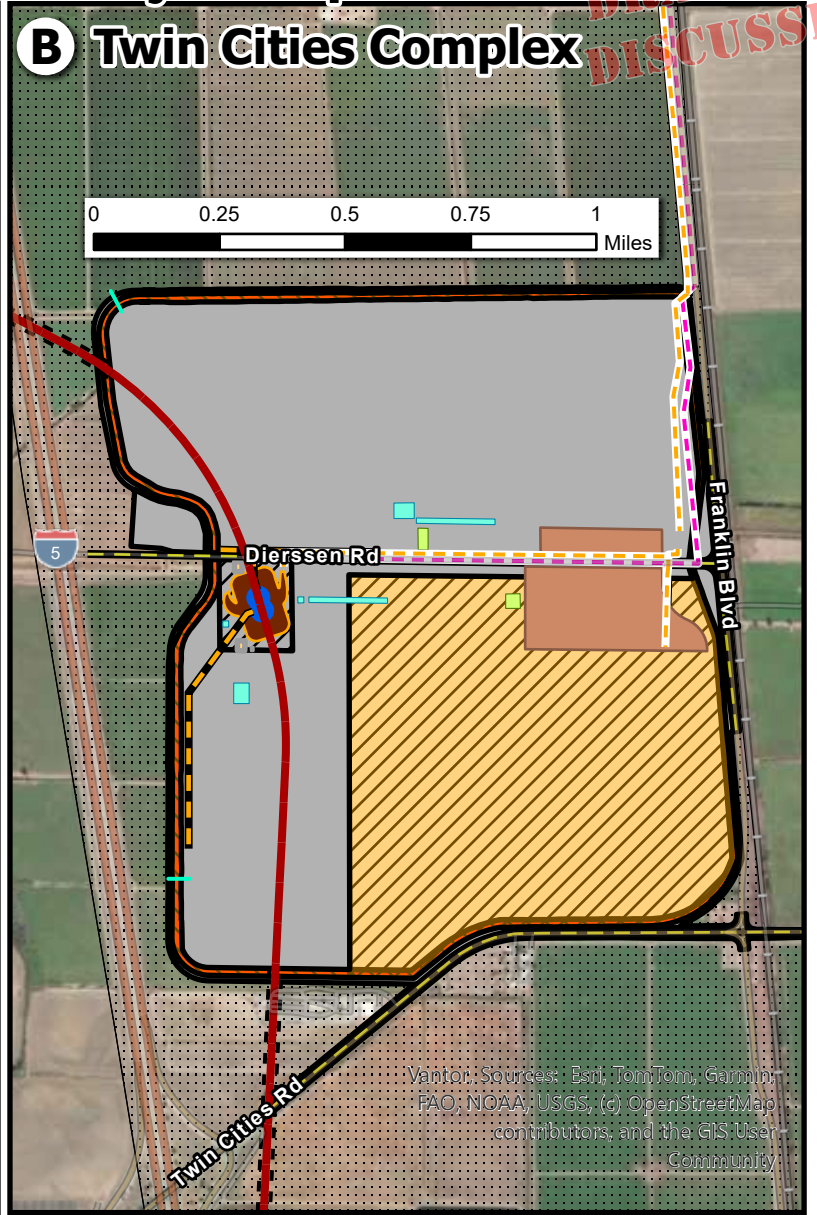 B Twin Cities Complex
DISCUSSI
0 0.25 0.5 0.75 1
Miles
Franklin Blvd
5
Dierssen Rd
Twin Cities Rd
Vantor, Sources: Esri, TomTom, Garmin,
FAO, NOAA, USGS, (c) OpenStreetMap
contributors, and the GIS User
Community